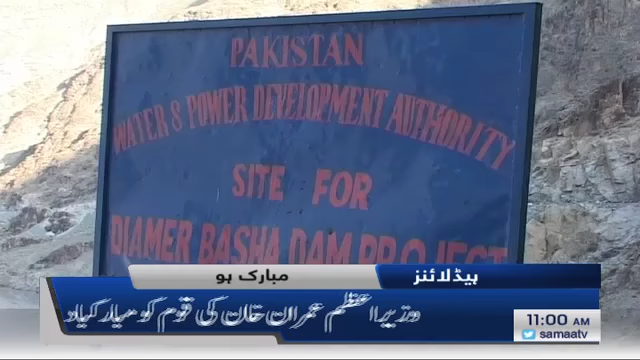 PAKISTAN
WATER & POWER DEVELOPMENT AUTHORITY
SITE FOR
DIAMER BASHA DAM PROJECT
مبارک ہو
ہیڈلائنز
وزیراعظم عمران خان کی قوم کو مبارکباد
11:00 AM
samaatv